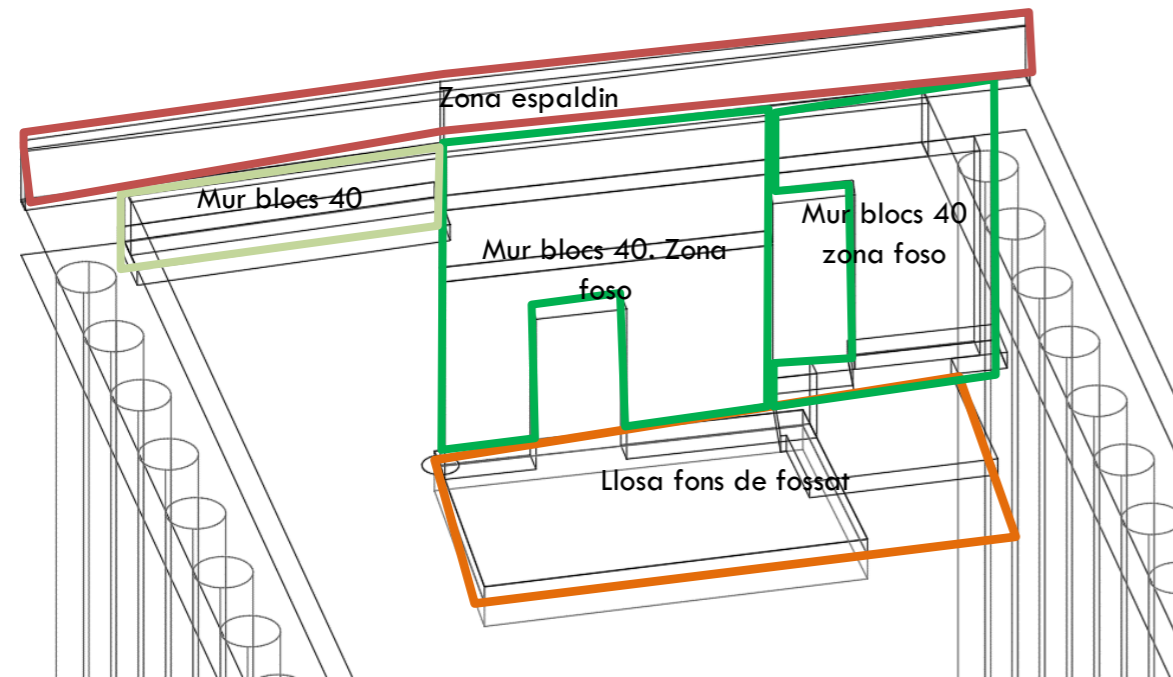 Zona espaldin
Mur blocs 40
Mur blocs 40. Zona
foso
Mur blocs 40
zona foso
Llosa fons de fossat